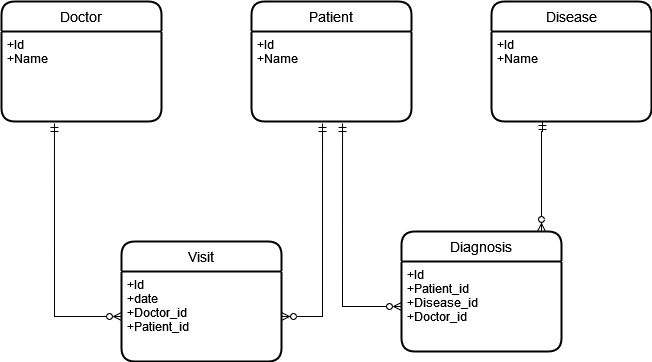 Doctor
+Id
+Name
Patient
+Id
+Name
Disease
+Id
+Name
Visit
+Id
+date
+Doctor_id
+Patient_id
Diagnosis
+Id
+Patient_id
+Disease_id
+Doctor_id